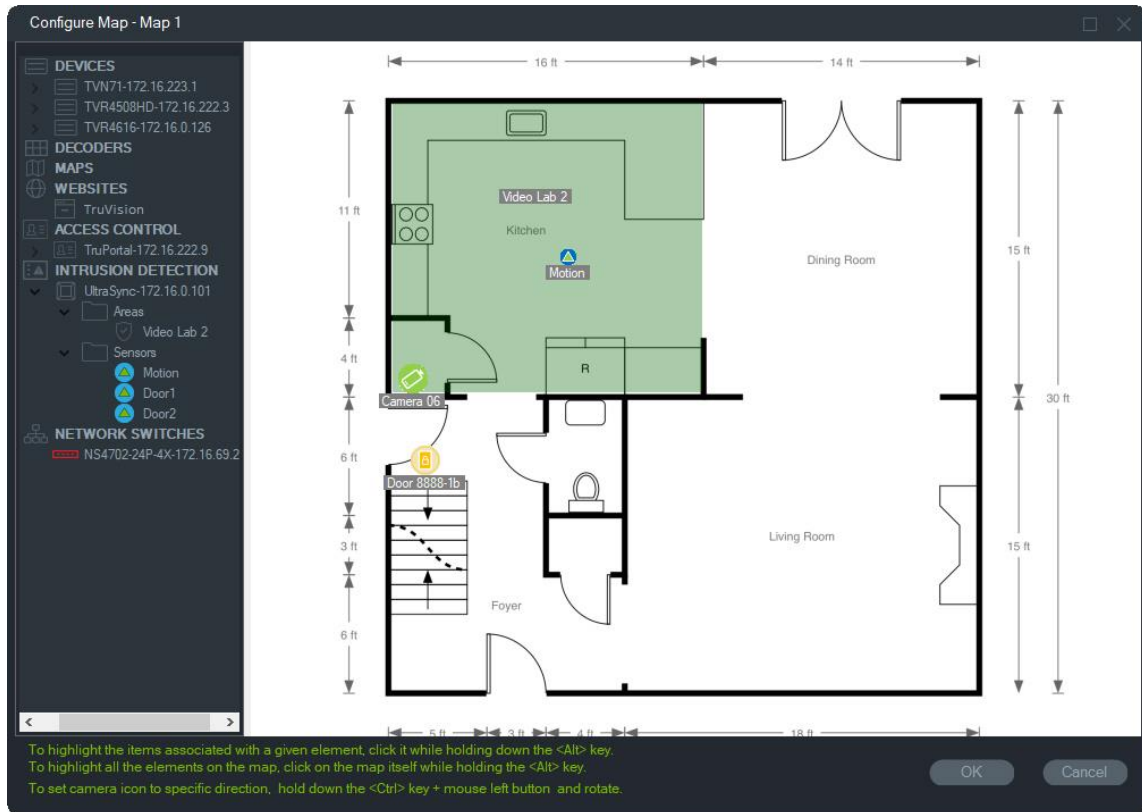 Configure Map - Map 1
DEVICES
TVN71-172.16.223.1
TVR4508HD-172.16.222.3
TVR4616-172.16.0.126
DECODERS
MAPS
WEBSITES
TruVision
ACCESS CONTROL
TruPortal-172.16.222.9
INTRUSION DETECTION
UltraSync-172.16.0.101
Areas
Video Lab 2
Sensors
Motion
Door1
Door2
NETWORK SWITCHES
NS4702-24P-4X-172.16.69.2
16 ft
14 ft
11 ft
Video Lab 2
Kitchen
Motion
Dining Room
15 ft
4 ft
R
Camera 06
30 ft
6 ft
Door 8888-1b
3 ft
Living Room
15 ft
Foyer
6 ft
5 ft
3 ft
4 ft
18 ft
To highlight the items associated with a given element, click it while holding down the <Alt> key.
To highlight all the elements on the map, click on the map itself while holding the <Alt> key.
To set camera icon to specific direction, hold down the <Ctrl> key + mouse left button and rotate.
OK
Cancel